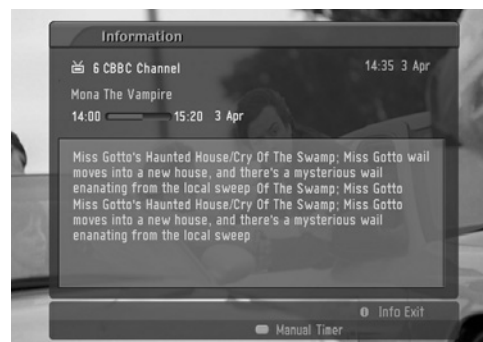 Information
6 CBBC Channel 14:35 3 Apr
Mona The Vampire
14:00 15:20 3 Apr
Miss Gotto's Haunted House/Cry Of The Swamp; Miss Gotto wail
moves into a new house, and there's a mysterious wail
enanating from the local sweep Of The Swamp; Miss Gotto
Miss Gotto's Haunted House/Cry Of The Swamp; Miss Gotto
moves into a new house, and there's a mysterious wail
enanating from the local sweep
Info Exit
Manual Timer